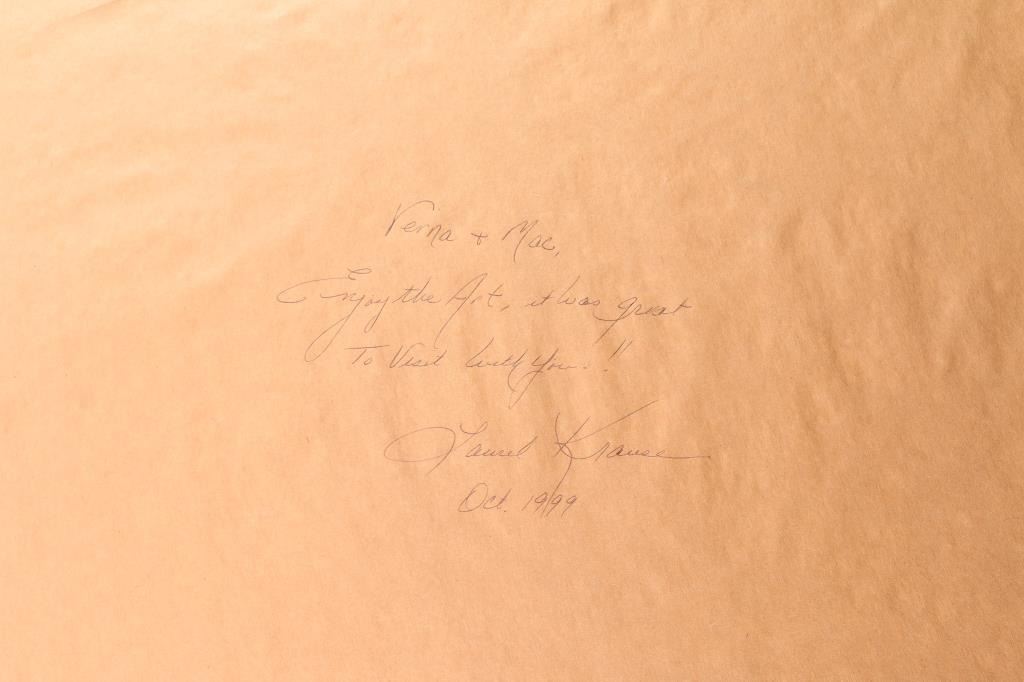 Verna + Mac,
Enjoy the Art, it was great
To Visit with you.!!
Laurel Krause
Oct. 1999